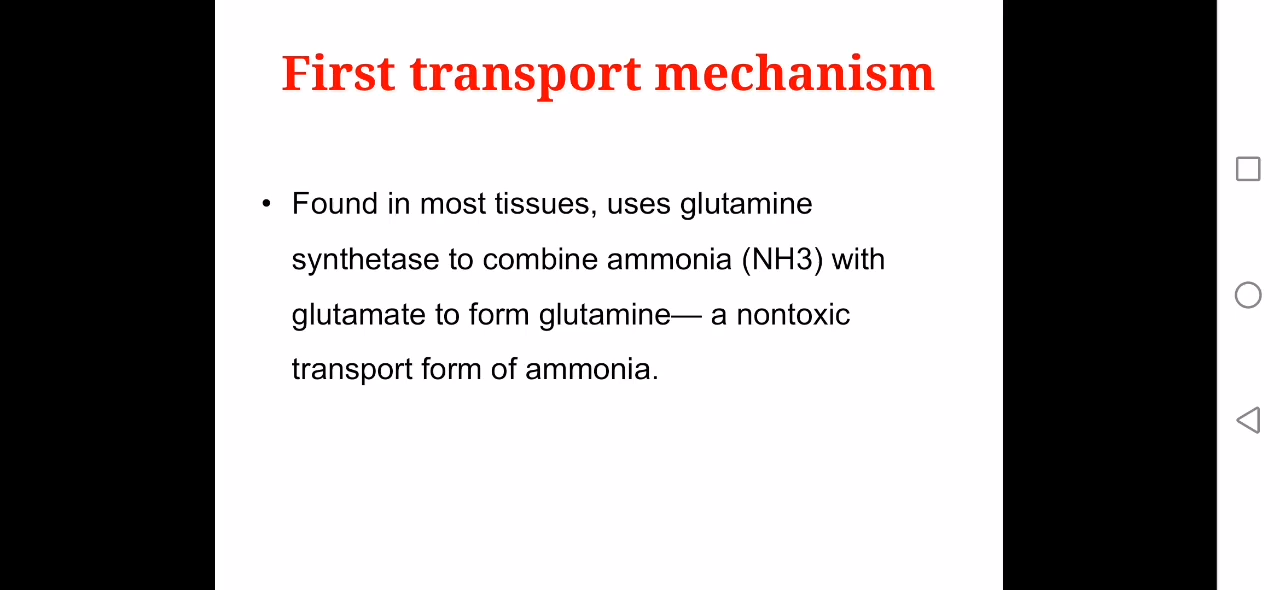 First transport mechanism
• Found in most tissues, uses glutamine
synthetase to combine ammonia (NH3) with
glutamate to form glutamine— a nontoxic
transport form of ammonia.